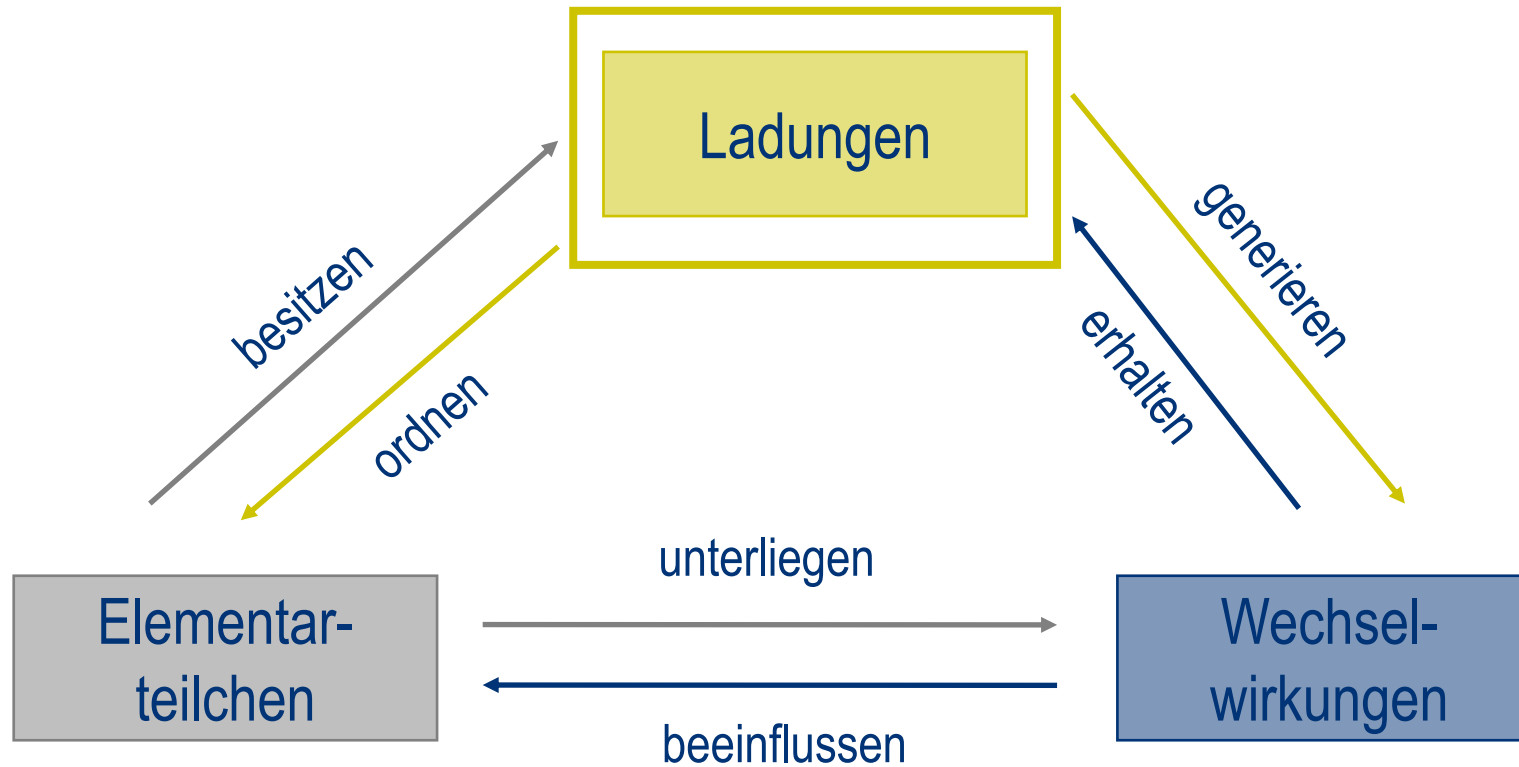 Ladungen
besitzen
ordnen
generieren
erhalten
unterliegen
Elementar-
teilchen
Wechsel-
wirkungen
beeinflussen